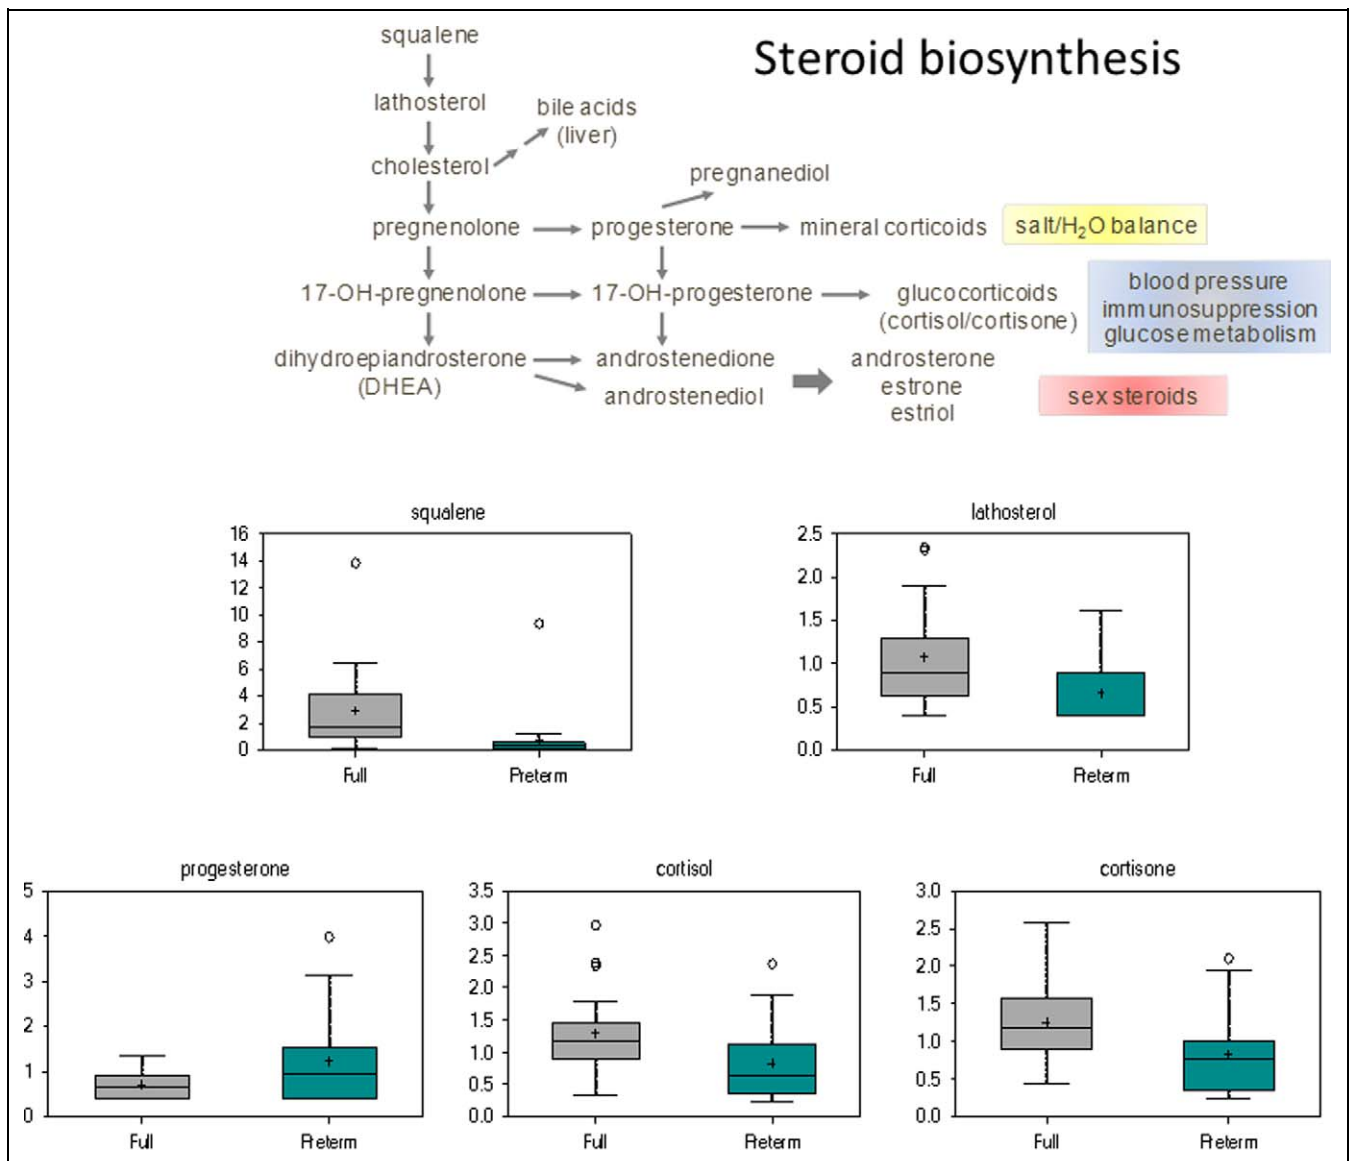 Steroid biosynthesis
squalene
lathosterol
bile acids
(liver)
cholesterol
pregnanediol
pregnenolone progesterone mineral corticoids salt/H₂O balance
17-OH-pregnenolone 17-OH-progesterone glucocorticoids
(cortisol/cortisone)
blood pressure
immunosuppression
glucose metabolism
dihydroepiandrosterone androstenedione androsterone
(DHEA) androstenediol estrone
estriol
sex steroids
squalene
16
14
12
10
8
6
4
2
0
Full Preterm
lathosterol
2.5
2.0
1.5
1.0
0.5
0.0
Full Preterm
progesterone
5
4
3
2
1
0
Full Preterm
cortisol
3.5
3.0
2.5
2.0
1.5
1.0
0.5
0.0
Full Preterm
cortisone
3.0
2.5
2.0
1.5
1.0
0.5
0.0
Full Preterm